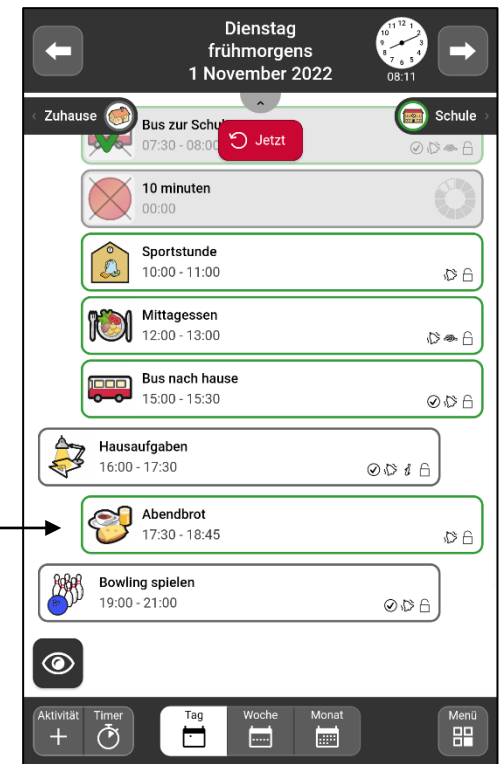 Dienstag
frühmorgens
1 November 2022
08:11
Zuhause
Schule
Bus zur Schul
07:30 - 08:00
Jetzt
10 minuten
00:00
Sportstunde
10:00 - 11:00
Mittagessen
12:00 - 13:00
Bus nach hause
15:00 - 15:30
Hausaufgaben
16:00 - 17:30
Abendbrot
17:30 - 18:45
Bowling spielen
19:00 - 21:00
Aktivität
Timer
Tag
Woche
Monat
Menü